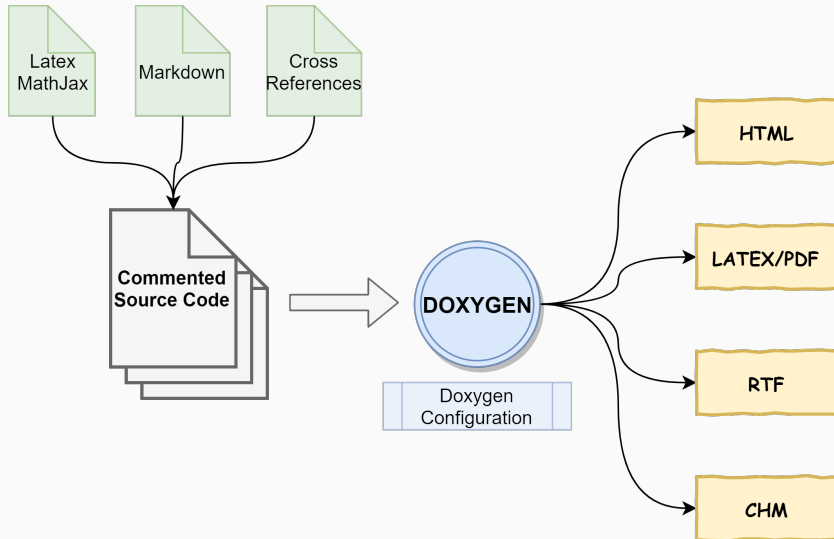 Latex
MathJax
Markdown
Cross
References
Commented
Source Code
DOXYGEN
Doxygen
Configuration
HTML
LATEX/PDF
RTF
CHM